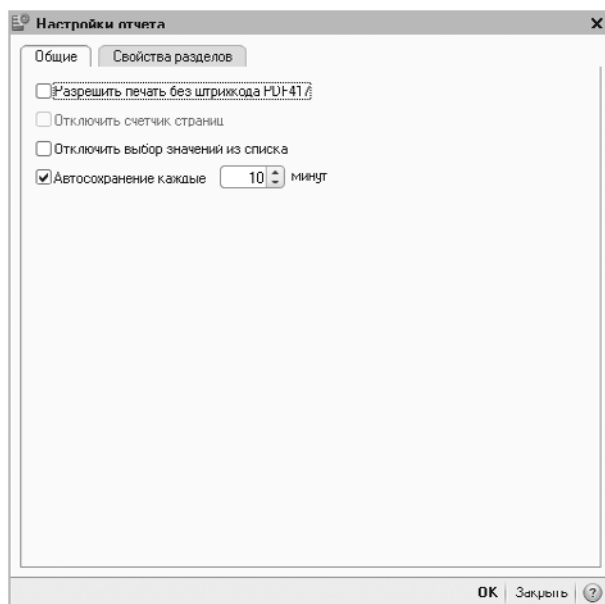 Настройки отчета
Общие Свойства разделов
Разрешить печать без штрихкода PDF417
Отключить счетчик страниц
Отключить выбор значений из списка
Автосохранение каждые 10 минут
OK Закрыть ?